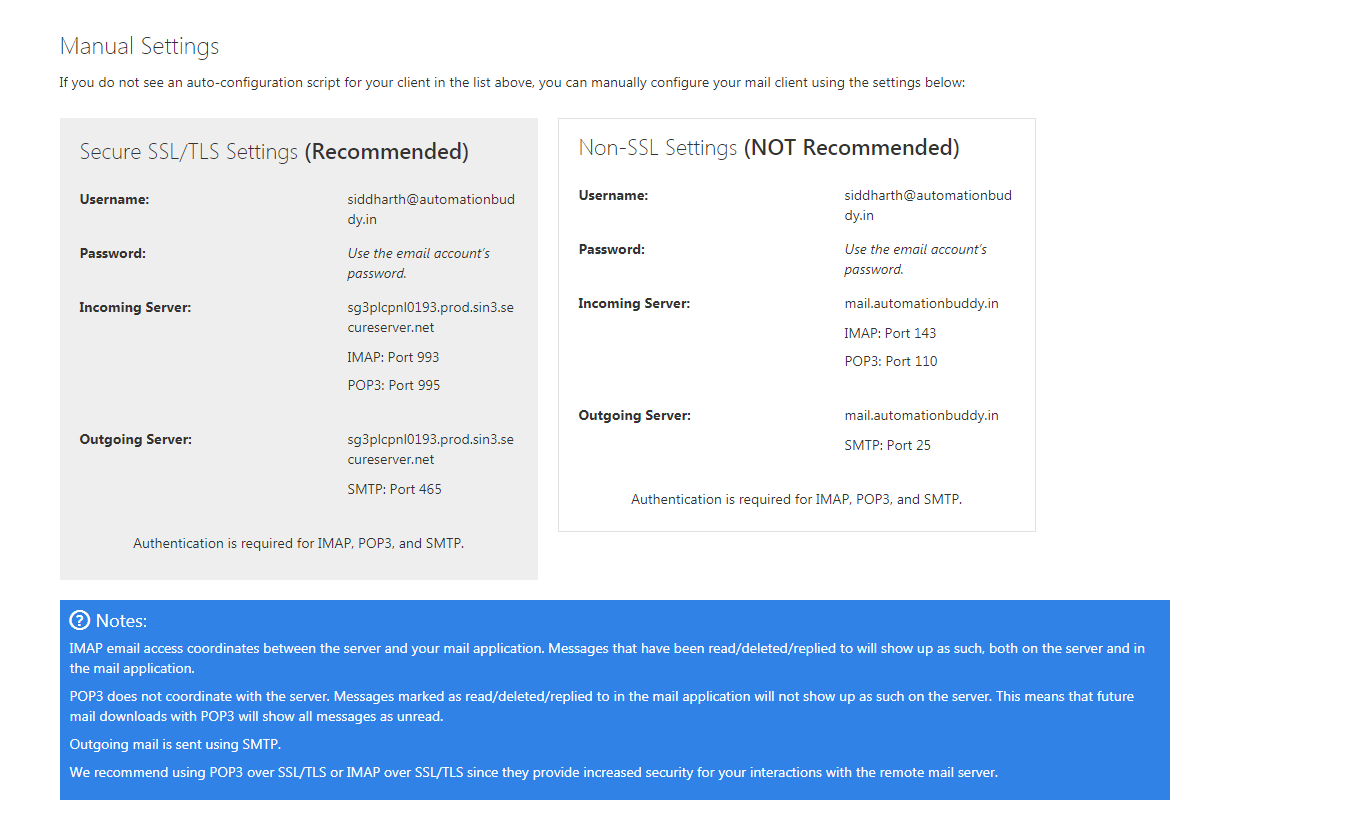 Manual Settings
If you do not see an auto-configuration script for your client in the list above, you can manually configure your mail client using the settings below:
Secure SSL/TLS Settings (Recommended)
Username:
siddharth@automationbud
dy.in
Password:
Use the email account's
password.
Incoming Server:
sg3plcpnl0193.prod.sin3.se
cureserver.net
IMAP: Port 993
POP3: Port 995
Outgoing Server:
sg3plcpnl0193.prod.sin3.se
cureserver.net
SMTP: Port 465
Authentication is required for IMAP, POP3, and SMTP.
Non-SSL Settings (NOT Recommended)
Username:
siddharth@automationbud
dy.in
Password:
Use the email account's
password.
Incoming Server:
mail.automationbuddy.in
IMAP: Port 143
POP3: Port 110
Outgoing Server:
mail.automationbuddy.in
SMTP: Port 25
Authentication is required for IMAP, POP3, and SMTP.
Notes:
IMAP email access coordinates between the server and your mail application. Messages that have been read/deleted/replied to will show up as such, both on the server and in
the mail application.
POP3 does not coordinate with the server. Messages marked as read/deleted/replied to in the mail application will not show up as such on the server. This means that future
mail downloads with POP3 will show all messages as unread.
Outgoing mail is sent using SMTP.
We recommend using POP3 over SSL/TLS or IMAP over SSL/TLS since they provide increased security for your interactions with the remote mail server.